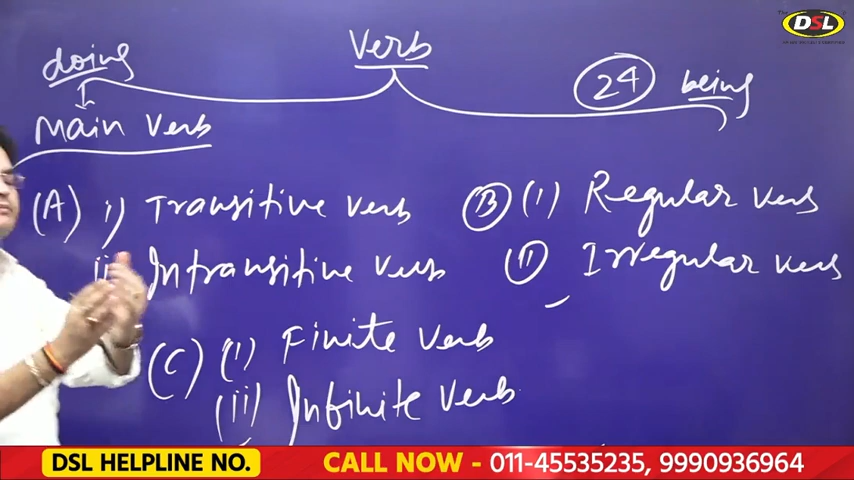 Verb
doing
24 being
Main Verb
(A) i) Transitive verb
ii Intransitive verb
(B) (i) Regular verb
(ii) Irregular verb
(C) (i) Finite verb
(ii) Infinite verb
DSL
DSL HELPLINE NO. CALL NOW - 011-45535235, 9990936964